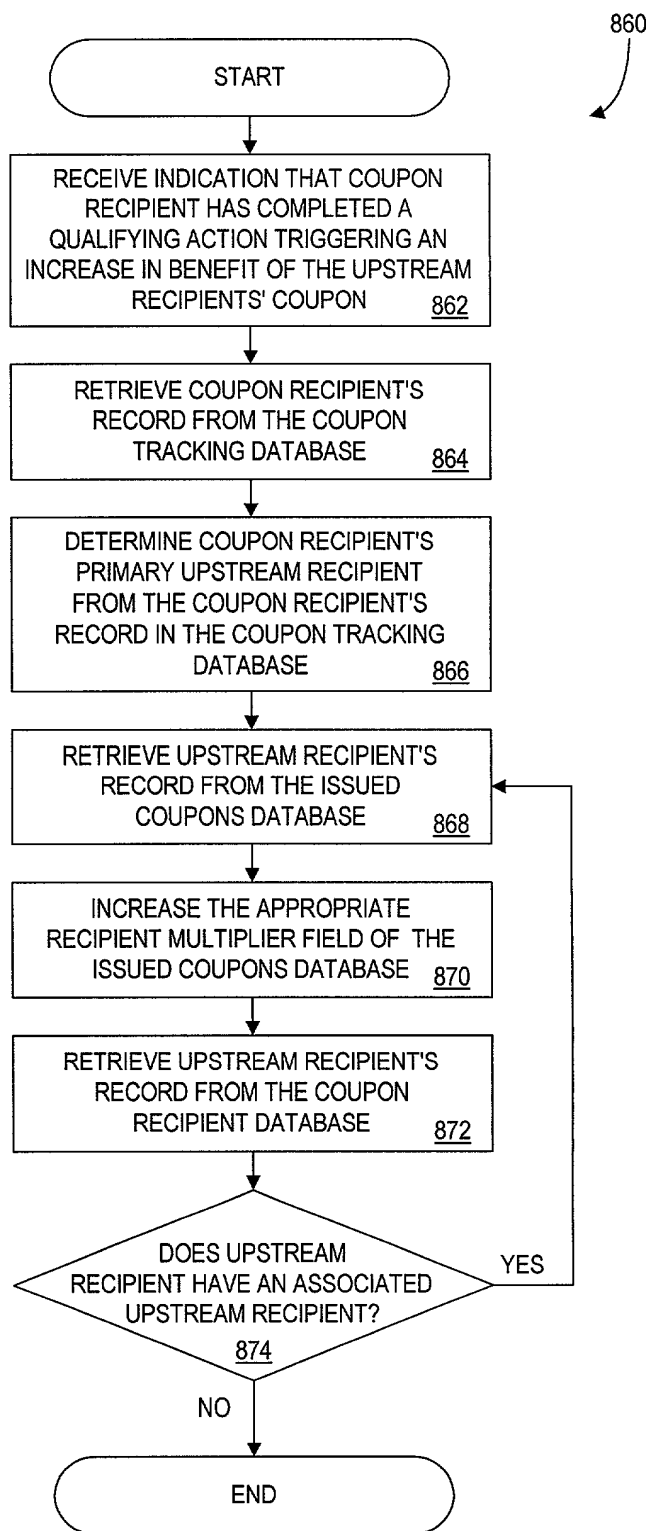 860
START
RECEIVE INDICATION THAT COUPON
RECIPIENT HAS COMPLETED A
QUALIFYING ACTION TRIGGERING AN
INCREASE IN BENEFIT OF THE UPSTREAM
RECIPIENTS' COUPON
862
RETRIEVE COUPON RECIPIENT'S
RECORD FROM THE COUPON
TRACKING DATABASE
864
DETERMINE COUPON RECIPIENT'S
PRIMARY UPSTREAM RECIPIENT
FROM THE COUPON RECIPIENT'S
RECORD IN THE COUPON TRACKING
DATABASE
866
RETRIEVE UPSTREAM RECIPIENT'S
RECORD FROM THE ISSUED
COUPONS DATABASE
868
INCREASE THE APPROPRIATE
RECIPIENT MULTIPLIER FIELD OF THE
ISSUED COUPONS DATABASE
870
RETRIEVE UPSTREAM RECIPIENT'S
RECORD FROM THE COUPON
RECIPIENT DATABASE
872
DOES UPSTREAM
RECIPIENT HAVE AN ASSOCIATED
UPSTREAM RECIPIENT?
874
YES
NO
END